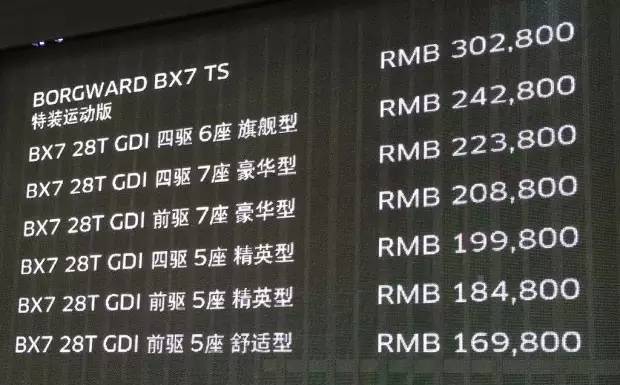 BORGWARD BX7 TS RMB 302,800
特装运动版
BX7 28T GDI 四驱 6座 旗舰型 RMB 242,800
BX7 28T GDI 四驱 7座 豪华型 RMB 223,800
BX7 28T GDI 前驱 7座 豪华型 RMB 208,800
BX7 28T GDI 四驱 5座 精英型 RMB 199,800
BX7 28T GDI 前驱 5座 精英型 RMB 184,800
BX7 28T GDI 前驱 5座 舒适型 RMB 169,800